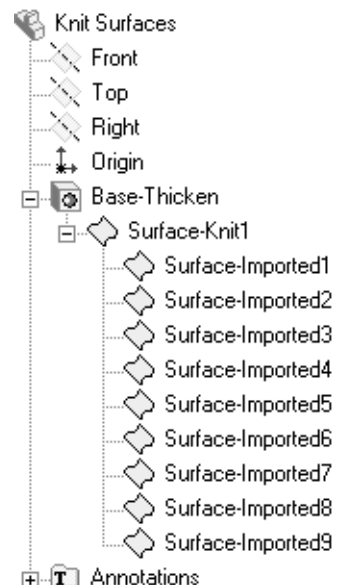 Knit Surfaces
Front
Top
Right
Origin
Base-Thicken
Surface-Knit1
Surface-Imported1
Surface-Imported2
Surface-Imported3
Surface-Imported4
Surface-Imported5
Surface-Imported6
Surface-Imported7
Surface-Imported8
Surface-Imported9
Annotations